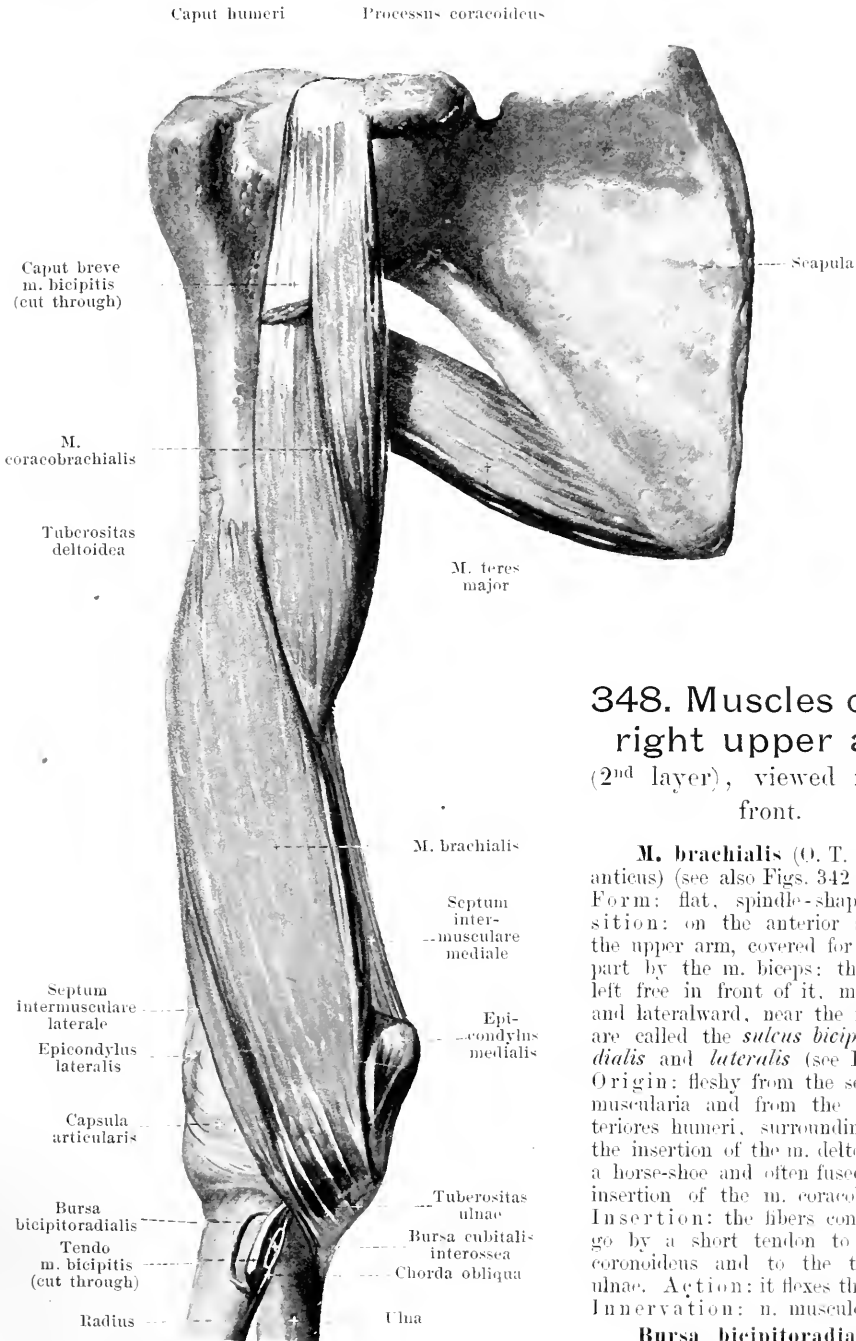 Caput humeri
Processus coracoideus
Caput breve
m. bicipitis
(cut through)
Scapula
M.
coracobrachialis
Tuberositas
deltoidea
M. teres
major
348. Muscles
right upper
(2nd layer), viewed
front.
M. brachialis
M. brachialis (O. T.
anticus) (see also Figs. 342
Form: flat, spindle-shap
sition: on the anterior
the upper arm, covered for
part by the m. biceps: th
left free in front of it, m
and lateralward, near the
are called the sulcus bicip
dialis and lateralis (see
Origin: fleshy from the se
muscularia and from the
teriores humeri, surroundin
the insertion of the m. delt
a horse-shoe and often fused
insertion of the m. coraco
Insertion: the fibers con
go by a short tendon to
coronoideus and to the t
ulnae. Action: it flexes th
Innervation: n. muscul
Bursa bicipitoradia
Septum
inter-
musculare
mediale
Septum
intermusculare
laterale
Epi-
condylus
medialis
Epicondylus
lateralis
Capsula
articularis
Bursa
bicipitoradialis
Tendo
m. bicipitis
(cut through)
Tuberositas
ulnae
Bursa cubitalis
interossea
Chorda obliqua
Radius
Ulna